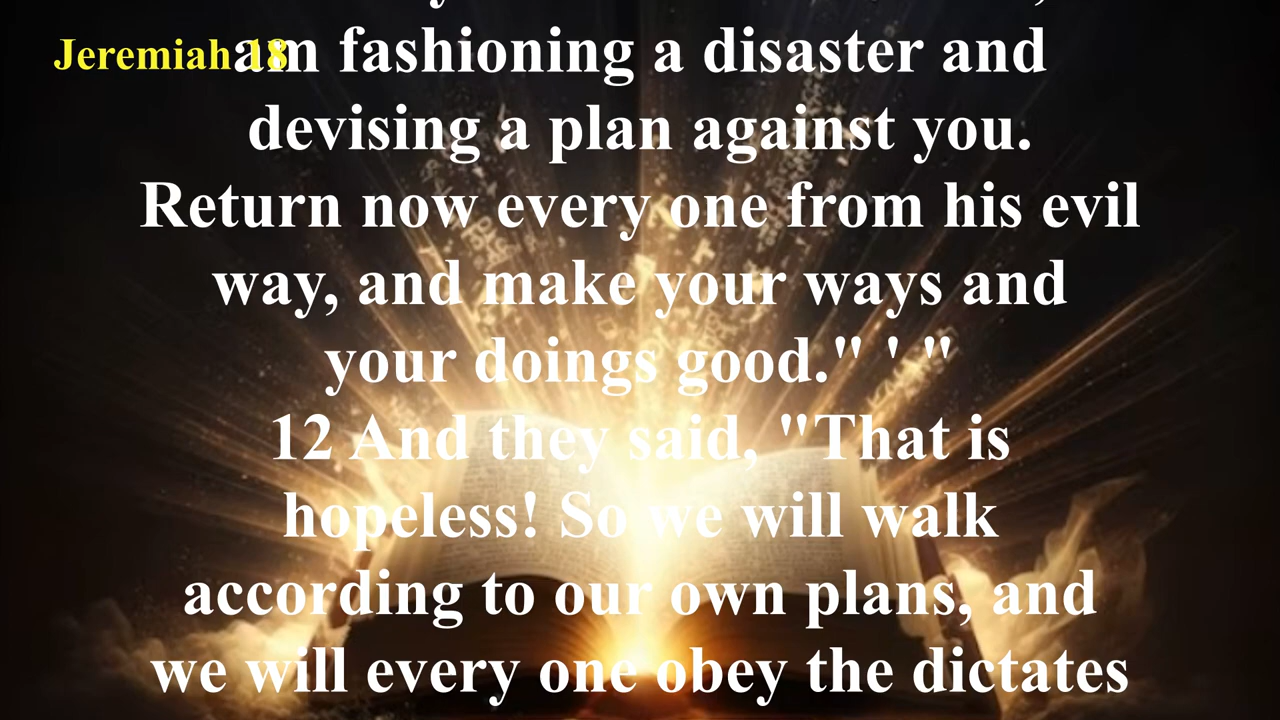 Jeremiah 18
am fashioning a disaster and
devising a plan against you.
Return now every one from his evil
way, and make your ways and
your doings good." ' "
12 And they said, "That is
hopeless! So we will walk
according to our own plans, and
we will every one obey the dictates